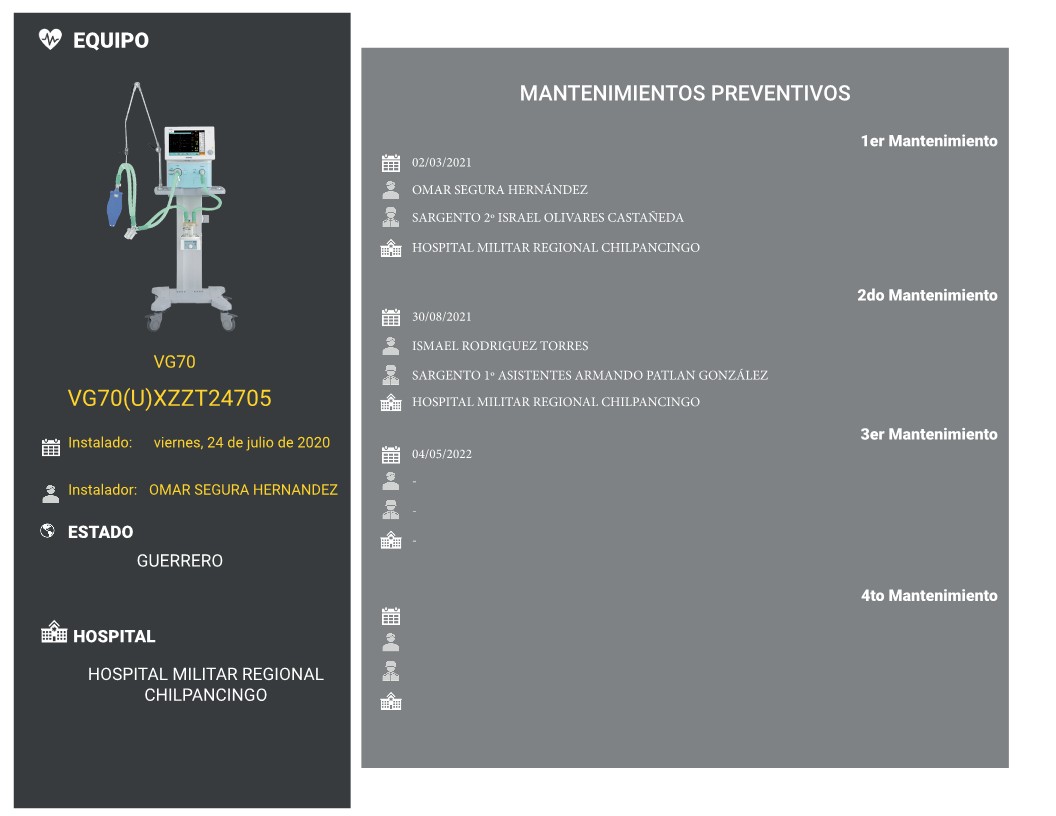 EQUIPO
VG70
VG70(U)XZZT24705
Instalado: viernes, 24 de julio de 2020
Instalador: OMAR SEGURA HERNANDEZ
ESTADO
GUERRERO
HOSPITAL
HOSPITAL MILITAR REGIONAL
CHILPANCINGO
MANTENIMIENTOS PREVENTIVOS
1er Mantenimiento
02/03/2021
OMAR SEGURA HERNÁNDEZ
SARGENTO 2º ISRAEL OLIVARES CASTAÑEDA
HOSPITAL MILITAR REGIONAL CHILPANCINGO
2do Mantenimiento
30/08/2021
ISMAEL RODRIGUEZ TORRES
SARGENTO 1º ASISTENTES ARMANDO PATLAN GONZÁLEZ
HOSPITAL MILITAR REGIONAL CHILPANCINGO
3er Mantenimiento
04/05/2022
-
-
-
4to Mantenimiento